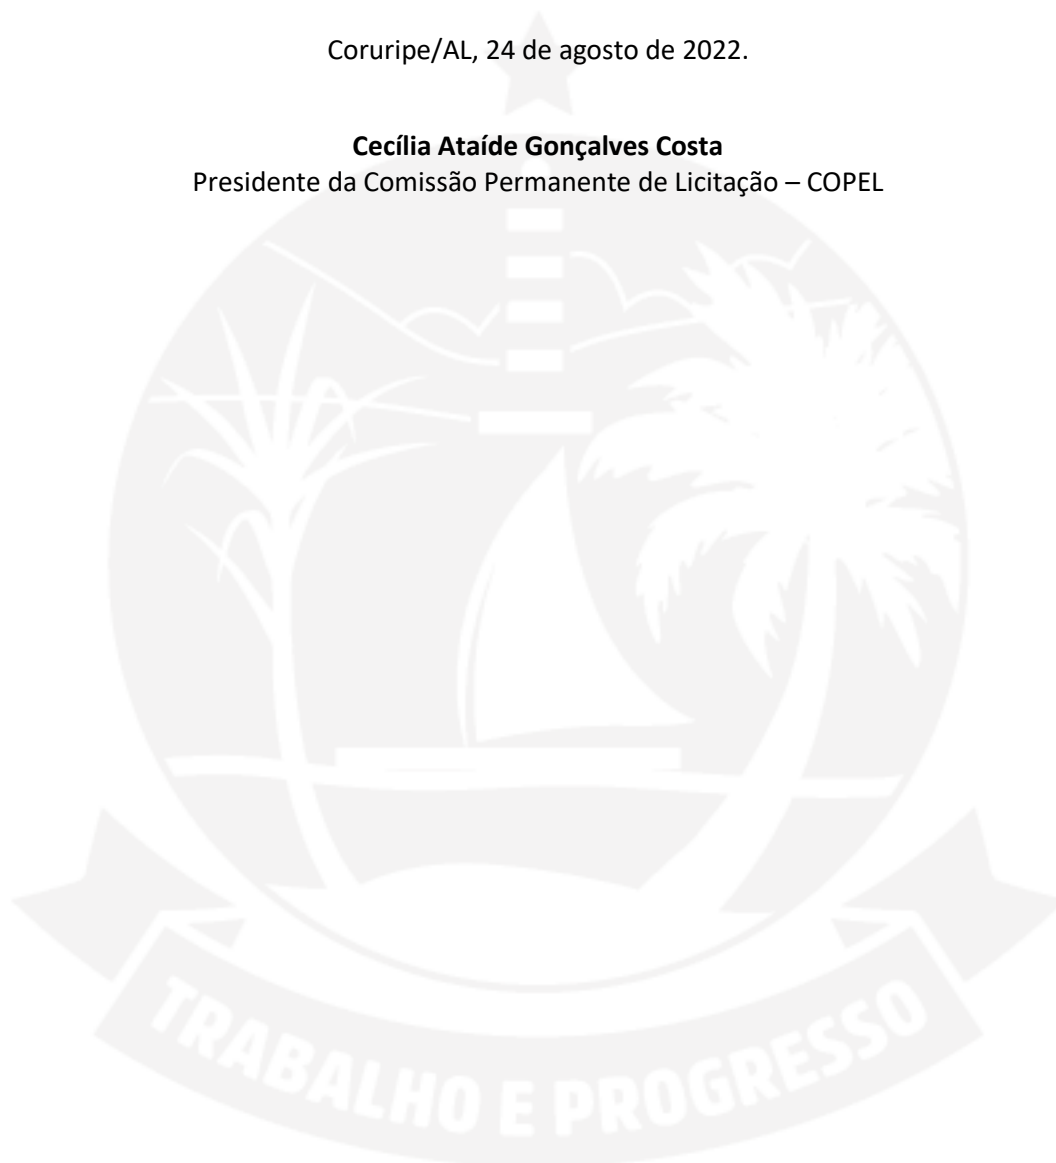 Coruripe/AL, 24 de agosto de 2022.
Cecília Ataíde Gonçalves Costa
Presidente da Comissão Permanente de Licitação – COPEL
TRABALHO E PROGRESSO